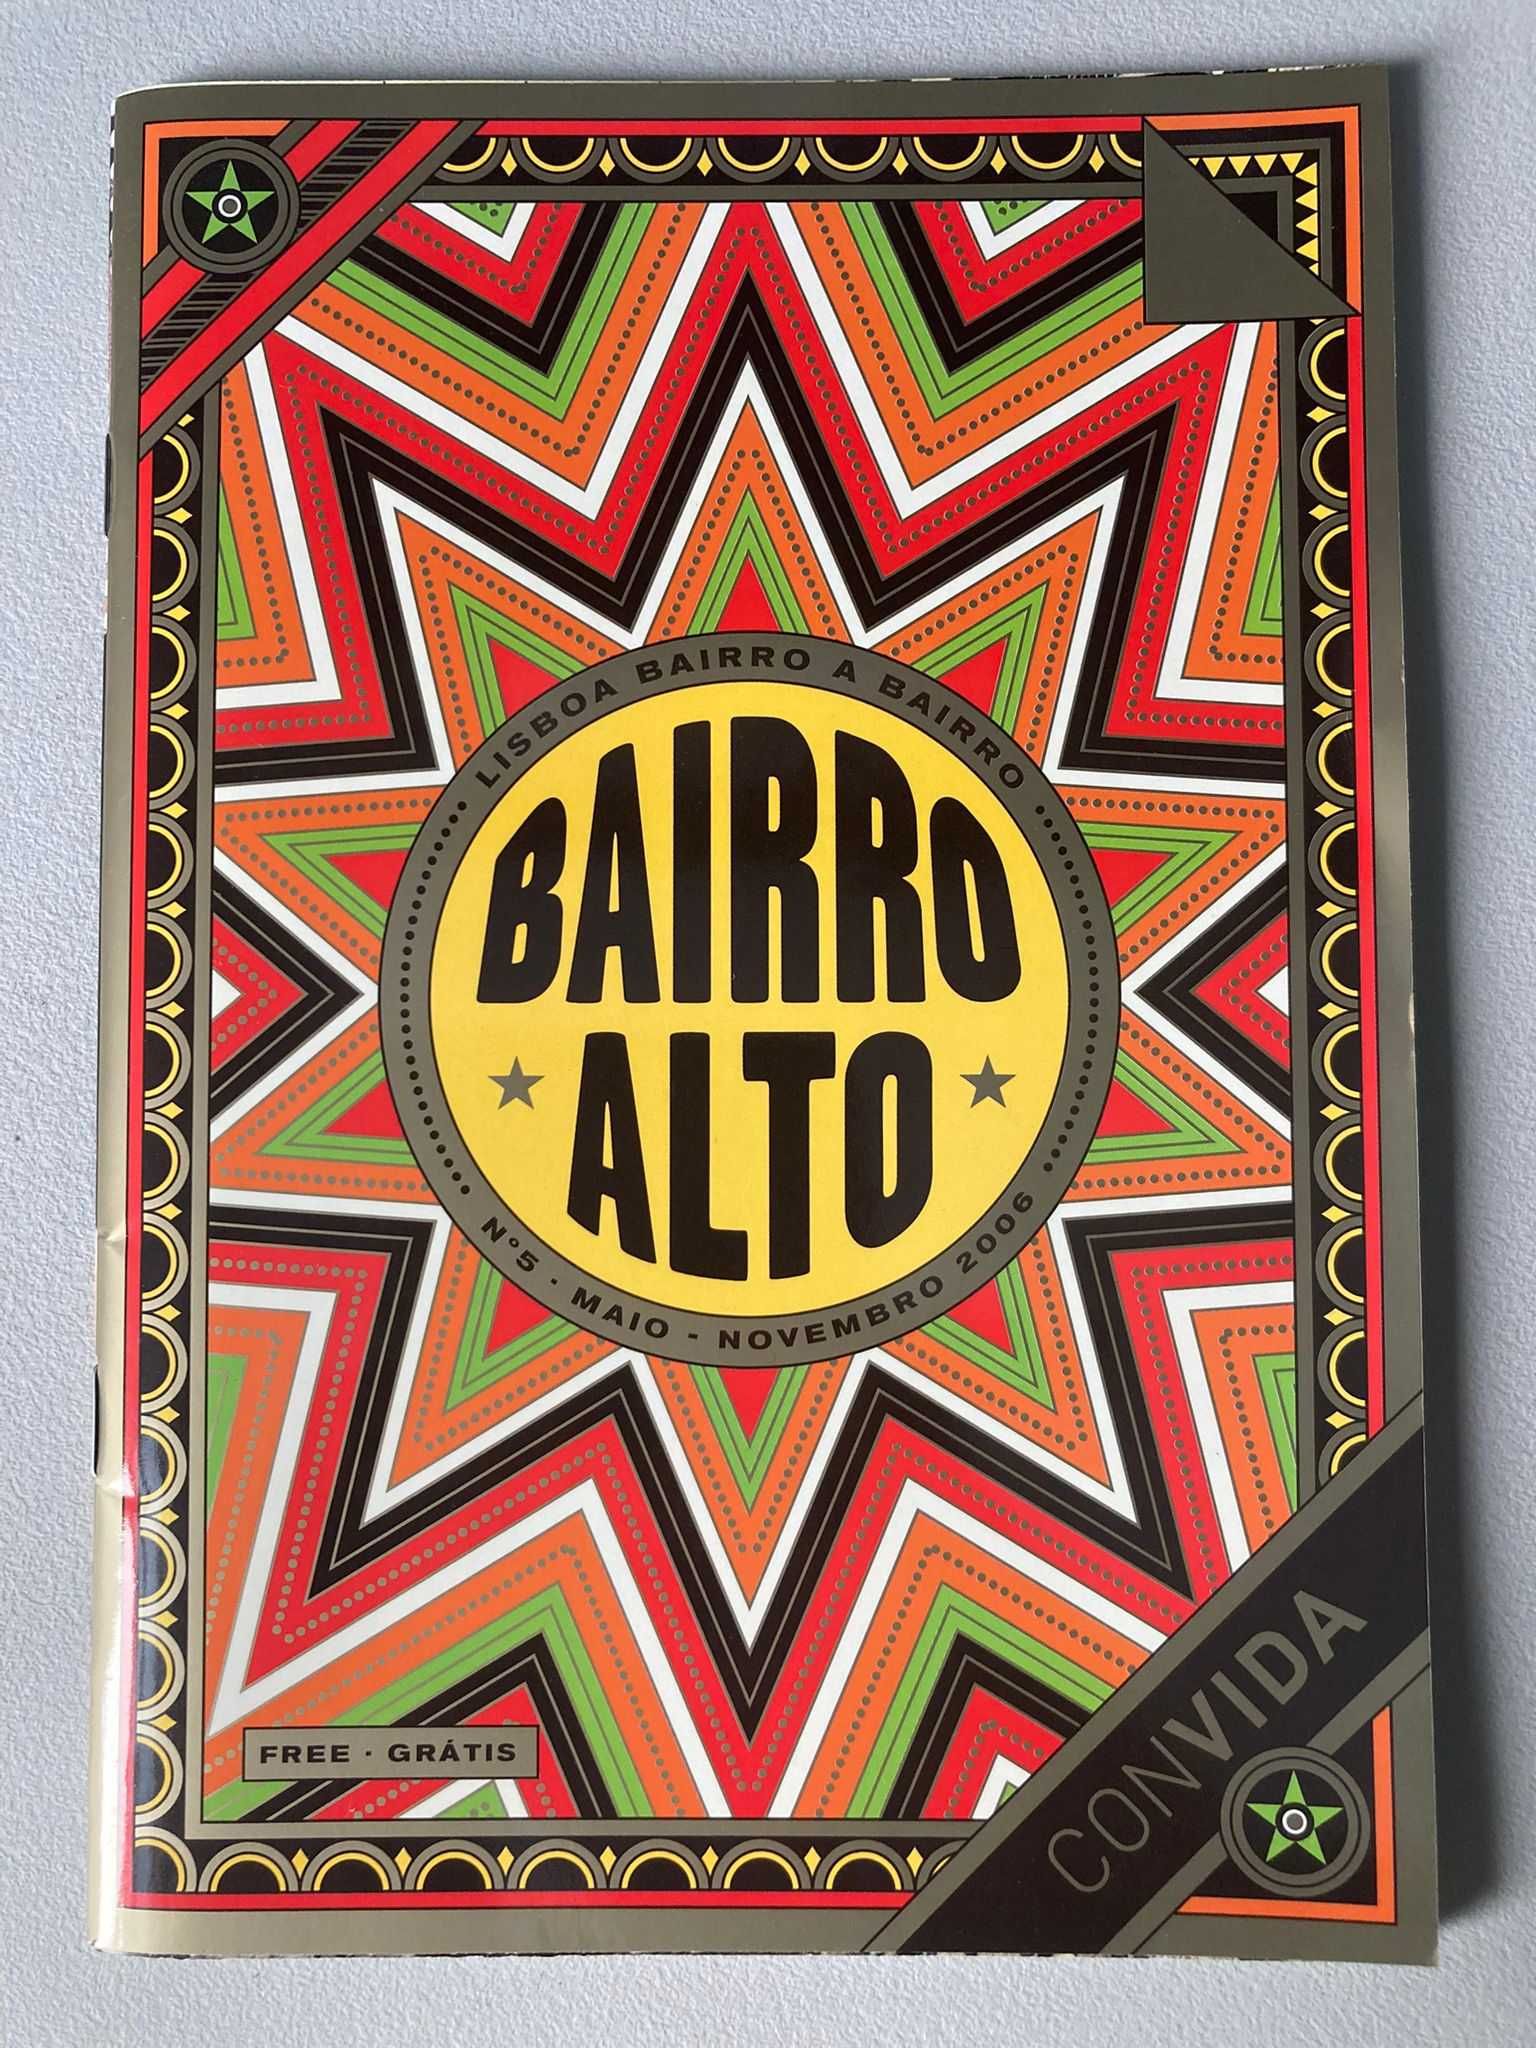 LISBOA BAIRRO A BAIRRO
BAIRRO
ALTO
Nº5 · MAIO - NOVEMBRO 2006
FREE · GRÁTIS
CONVIDA